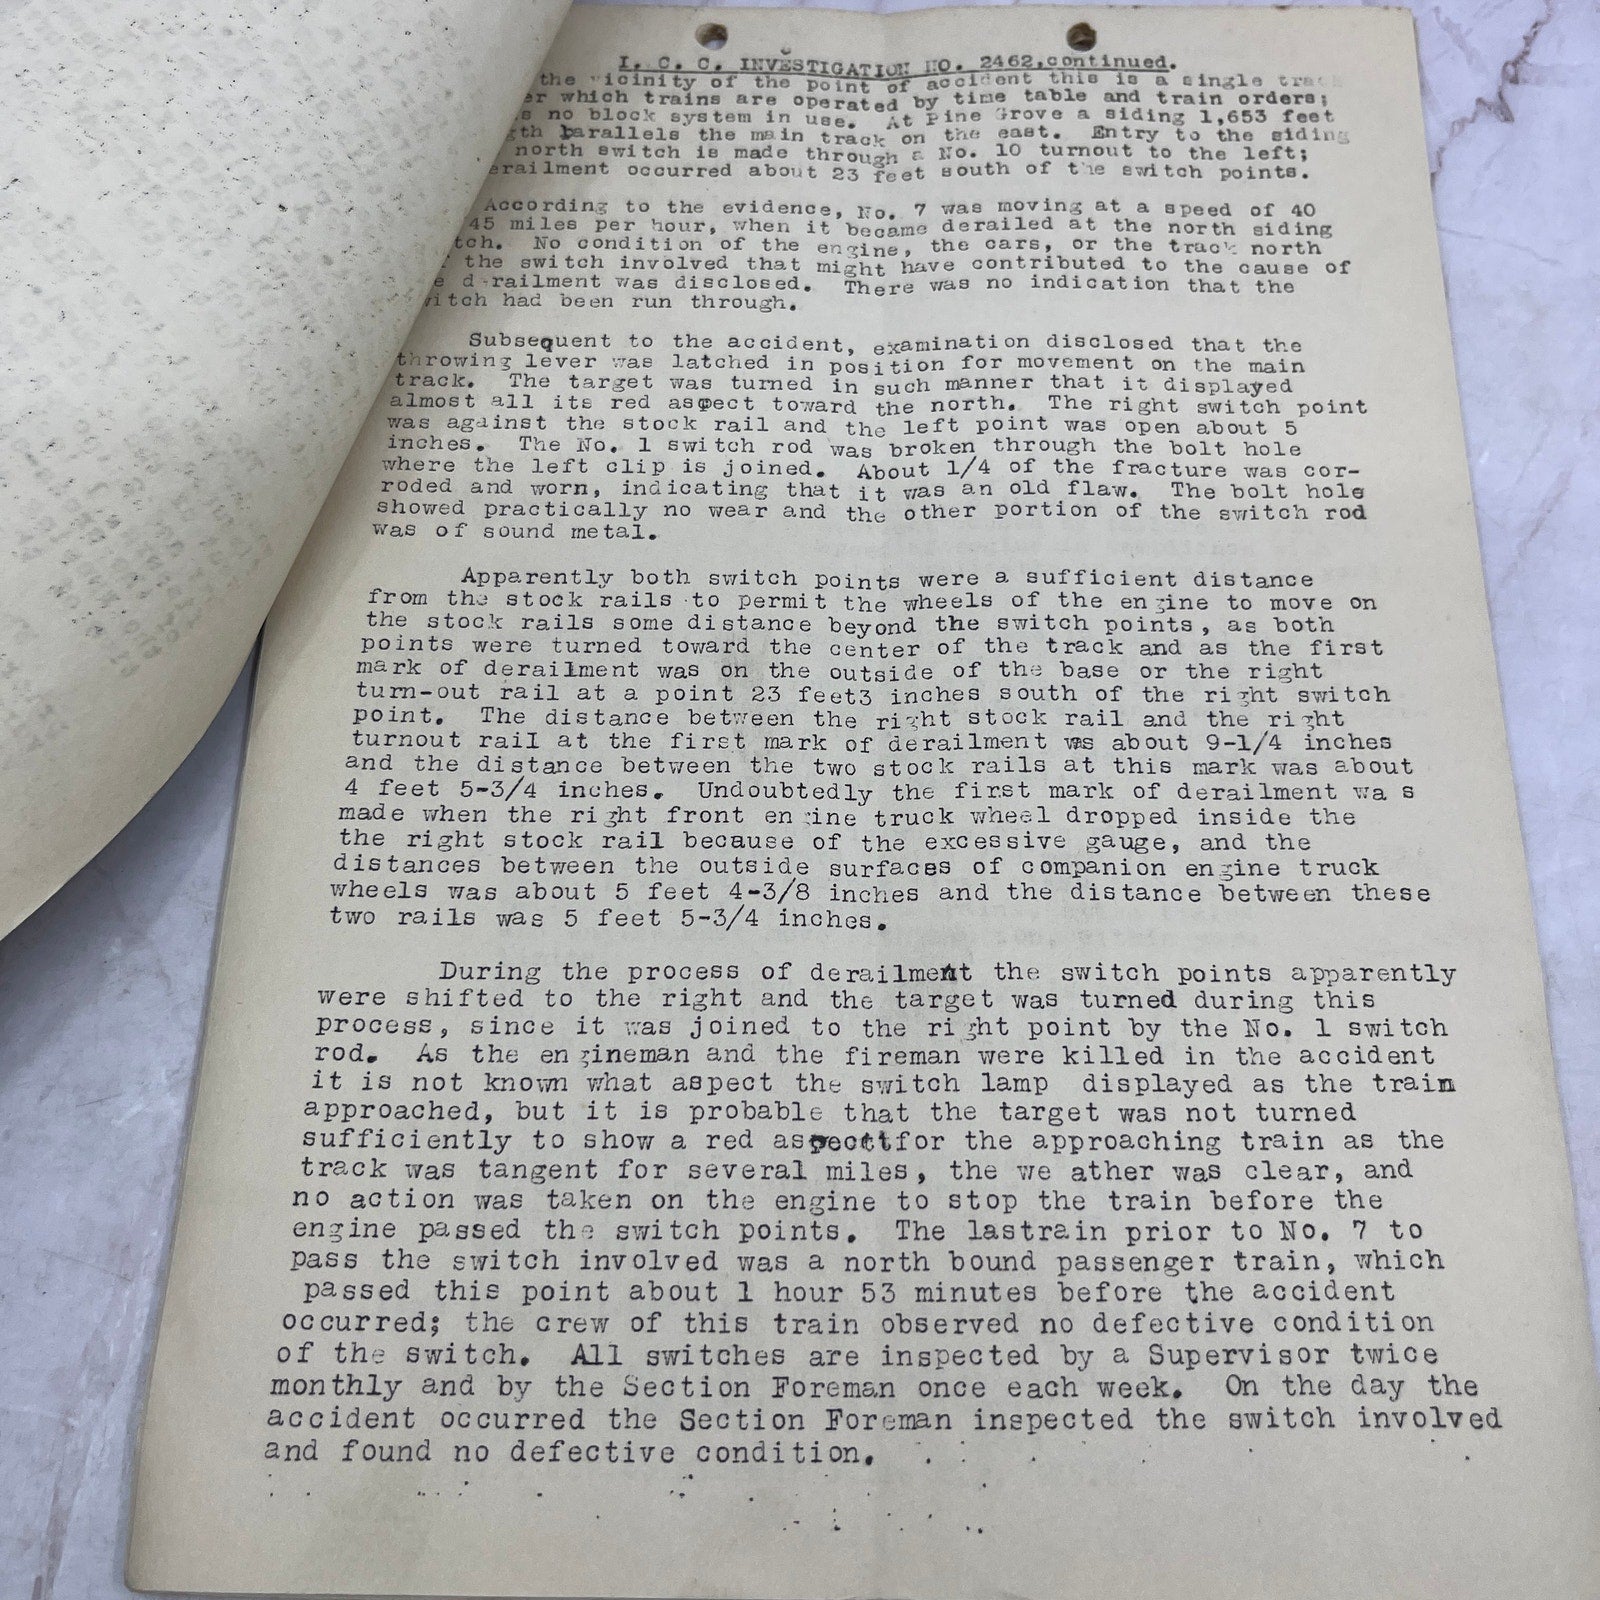 I. C. C. INVESTIGATION NO. 2462,continued.
the vicinity of the point of accident this is a single
er which trains are operated by time table and train orders;
s no block system in use. At Pine Grove a siding 1,653 feet
gth parallels the main track on the east. Entry to the siding
north switch is made through a No. 10 turnout to the left;
erailment occurred about 23 feet south of the switch points.
According to the evidence, No. 7 was moving at a speed of 40
45 miles per hour, when it became derailed at the north siding
tch. No condition of the engine, the cars, or the track north
the switch involved that might have contributed to the cause of
e derailment was disclosed. There was no indication that the
witch had been run through.
Subsequent to the accident, examination disclosed that the
throwing lever was latched in position for movement on the main
track. The target was turned in such manner that it displayed
almost all its red aspect toward the north. The right switch point
was against the stock rail and the left point was open about 5
inches. The No. 1 switch rod was broken through the bolt hole
where the left clip is joined. About 1/4 of the fracture was cor-
roded and worn, indicating that it was an old flaw. The bolt hole
showed practically no wear and the other portion of the switch rod
was of sound metal.
Apparently both switch points were a sufficient distance
from the stock rails to permit the wheels of the engine to move on
the stock rails some distance beyond the switch points, as both
points were turned toward the center of the track and as the first
mark of derailment was on the outside of the base or the right
turn-out rail at a point 23 feet3 inches south of the right switch
point. The distance between the right stock rail and the right
turnout rail at the first mark of derailment was about 9-1/4 inches
and the distance between the two stock rails at this mark was about
4 feet 5-3/4 inches. Undoubtedly the first mark of derailment wa s
made when the right front engine truck wheel dropped inside the
the right stock rail because of the excessive gauge, and the
distances between the outside surfaces of companion engine truck
wheels was about 5 feet 4-3/8 inches and the distance between these
two rails was 5 feet 5-3/4 inches.
During the process of derailment the switch points apparently
were shifted to the right and the target was turned during this
process, since it was joined to the right point by the No. 1 switch
rod. As the engineman and the fireman were killed in the accident
it is not known what aspect the switch lamp displayed as the train
approached, but it is probable that the target was not turned
sufficiently to show a red aspect for the approaching train as the
track was tangent for several miles, the we ather was clear, and
no action was taken on the engine to stop the train before the
engine passed the switch points. The lastrain prior to No. 7 to
pass the switch involved was a north bound passenger train, which
passed this point about 1 hour 53 minutes before the accident
occurred; the crew of this train observed no defective condition
of the switch. All switches are inspected by a Supervisor twice
monthly and by the Section Foreman once each week. On the day the
accident occurred the Section Foreman inspected the switch involved
and found no defective condition.